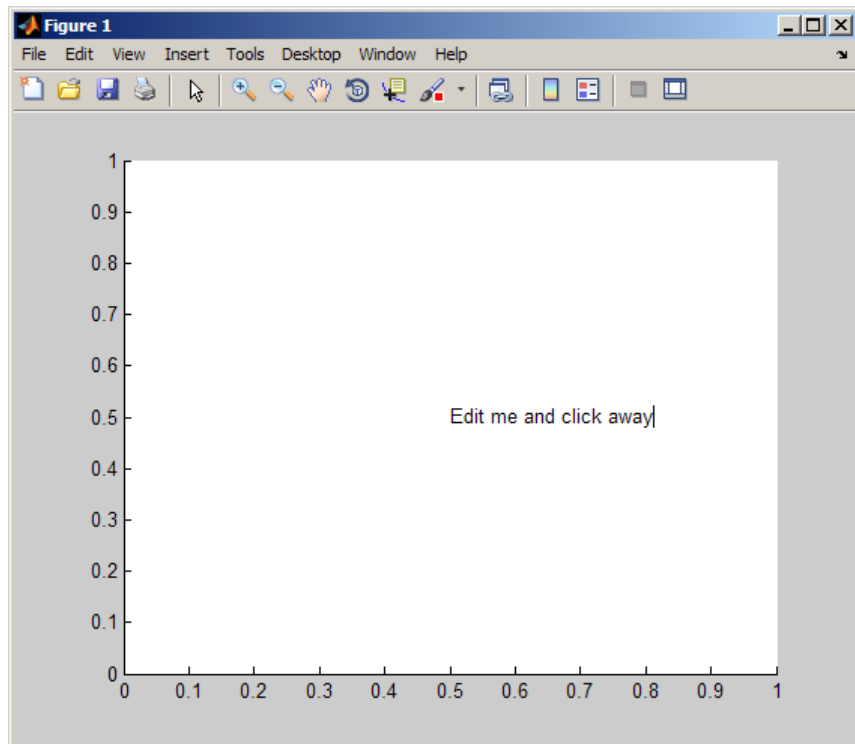 Figure 1
File Edit View Insert Tools Desktop Window Help
1
0.9
0.8
0.7
0.6
0.5
Edit me and click away
0.4
0.3
0.2
0.1
0
0 0.1 0.2 0.3 0.4 0.5 0.6 0.7 0.8 0.9 1